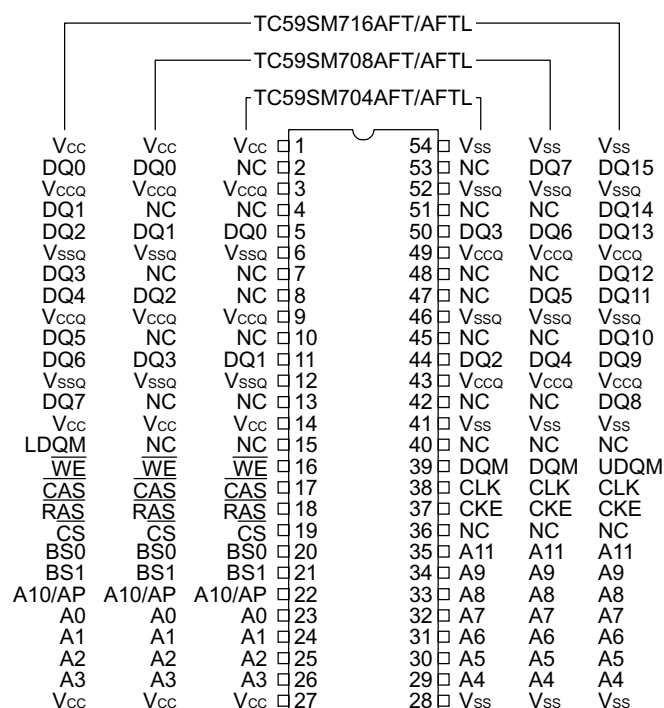 TC59SM716AFT/AFTL
TC59SM708AFT/AFTL
TC59SM704AFT/AFTL
VCC VCC VCC 1 54 VSS VSS VSS
DQ0 DQ0 NC 2 53 NC DQ7 DQ15
VCCQ VCCQ VCCQ 3 52 VSSQ VSSQ VSSQ
DQ1 NC NC 4 51 NC NC DQ14
DQ2 DQ1 DQ0 5 50 DQ3 DQ6 DQ13
VSSQ VSSQ VSSQ 6 49 VCCQ VCCQ VCCQ
DQ3 NC NC 7 48 NC NC DQ12
DQ4 DQ2 NC 8 47 NC DQ5 DQ11
VCCQ VCCQ VCCQ 9 46 VSSQ VSSQ VSSQ
DQ5 NC NC 10 45 NC NC DQ10
DQ6 DQ3 DQ1 11 44 DQ2 DQ4 DQ9
VSSQ VSSQ VSSQ 12 43 VCCQ VCCQ VCCQ
DQ7 NC NC 13 42 NC NC DQ8
VCC VCC VCC 14 41 VSS VSS VSS
LDQM NC NC 15 40 NC NC NC
WE WE WE 16 39 DQM DQM UDQM
CAS CAS CAS 17 38 CLK CLK CLK
RAS RAS RAS 18 37 CKE CKE CKE
CS CS CS 19 36 NC NC NC
BS0 BS0 BS0 20 35 A11 A11 A11
BS1 BS1 BS1 21 34 A9 A9 A9
A10/AP A10/AP A10/AP 22 33 A8 A8 A8
A0 A0 A0 23 32 A7 A7 A7
A1 A1 A1 24 31 A6 A6 A6
A2 A2 A2 25 30 A5 A5 A5
A3 A3 A3 26 29 A4 A4 A4
VCC VCC VCC 27 28 VSS VSS VSS